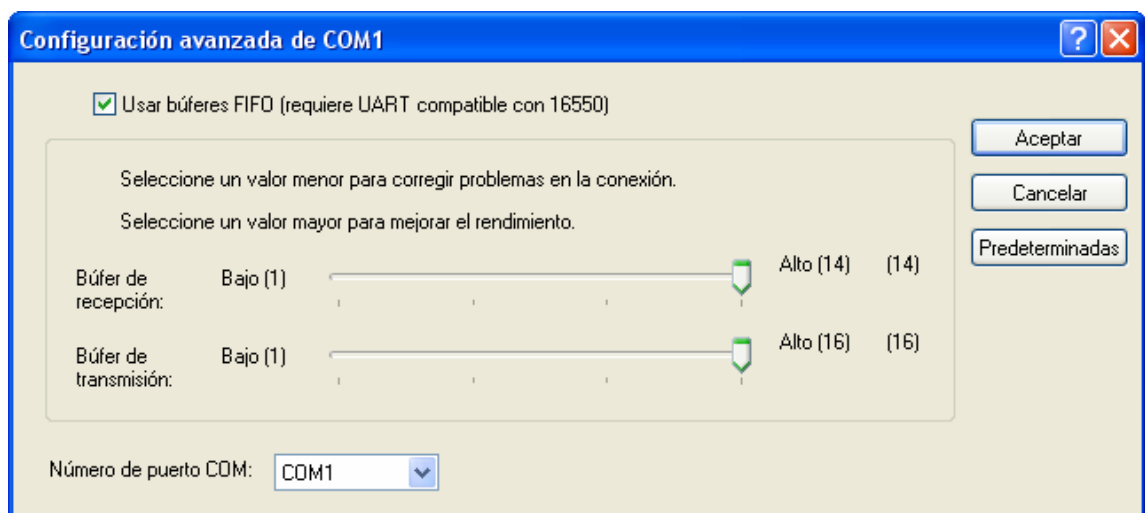 Configuración avanzada de COM1
Usar búferes FIFO (requiere UART compatible con 16550)
Aceptar
Seleccione un valor menor para corregir problemas en la conexión.
Cancelar
Seleccione un valor mayor para mejorar el rendimiento.
Predeterminadas
Búfer de recepción: Bajo (1) Alto (14) (14)
Búfer de transmisión: Bajo (1) Alto (16) (16)
Número de puerto COM: COM1